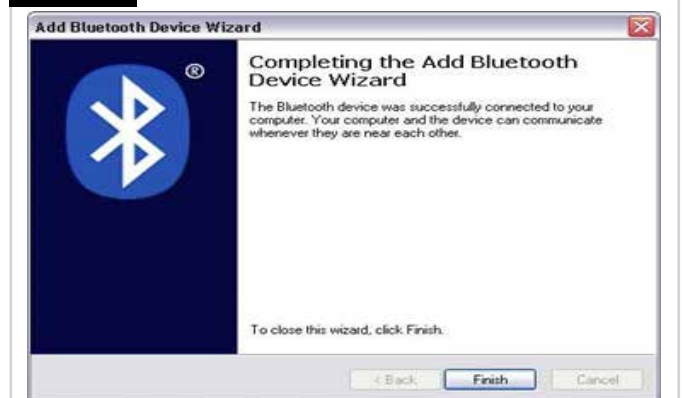 Add Bluetooth Device Wizard
®
Completing the Add Bluetooth
Device Wizard
The Bluetooth device was successfully connected to your
computer. Your computer and the device can communicate
whenever they are near each other.
To close this wizard, click Finish.
< Back Finish Cancel